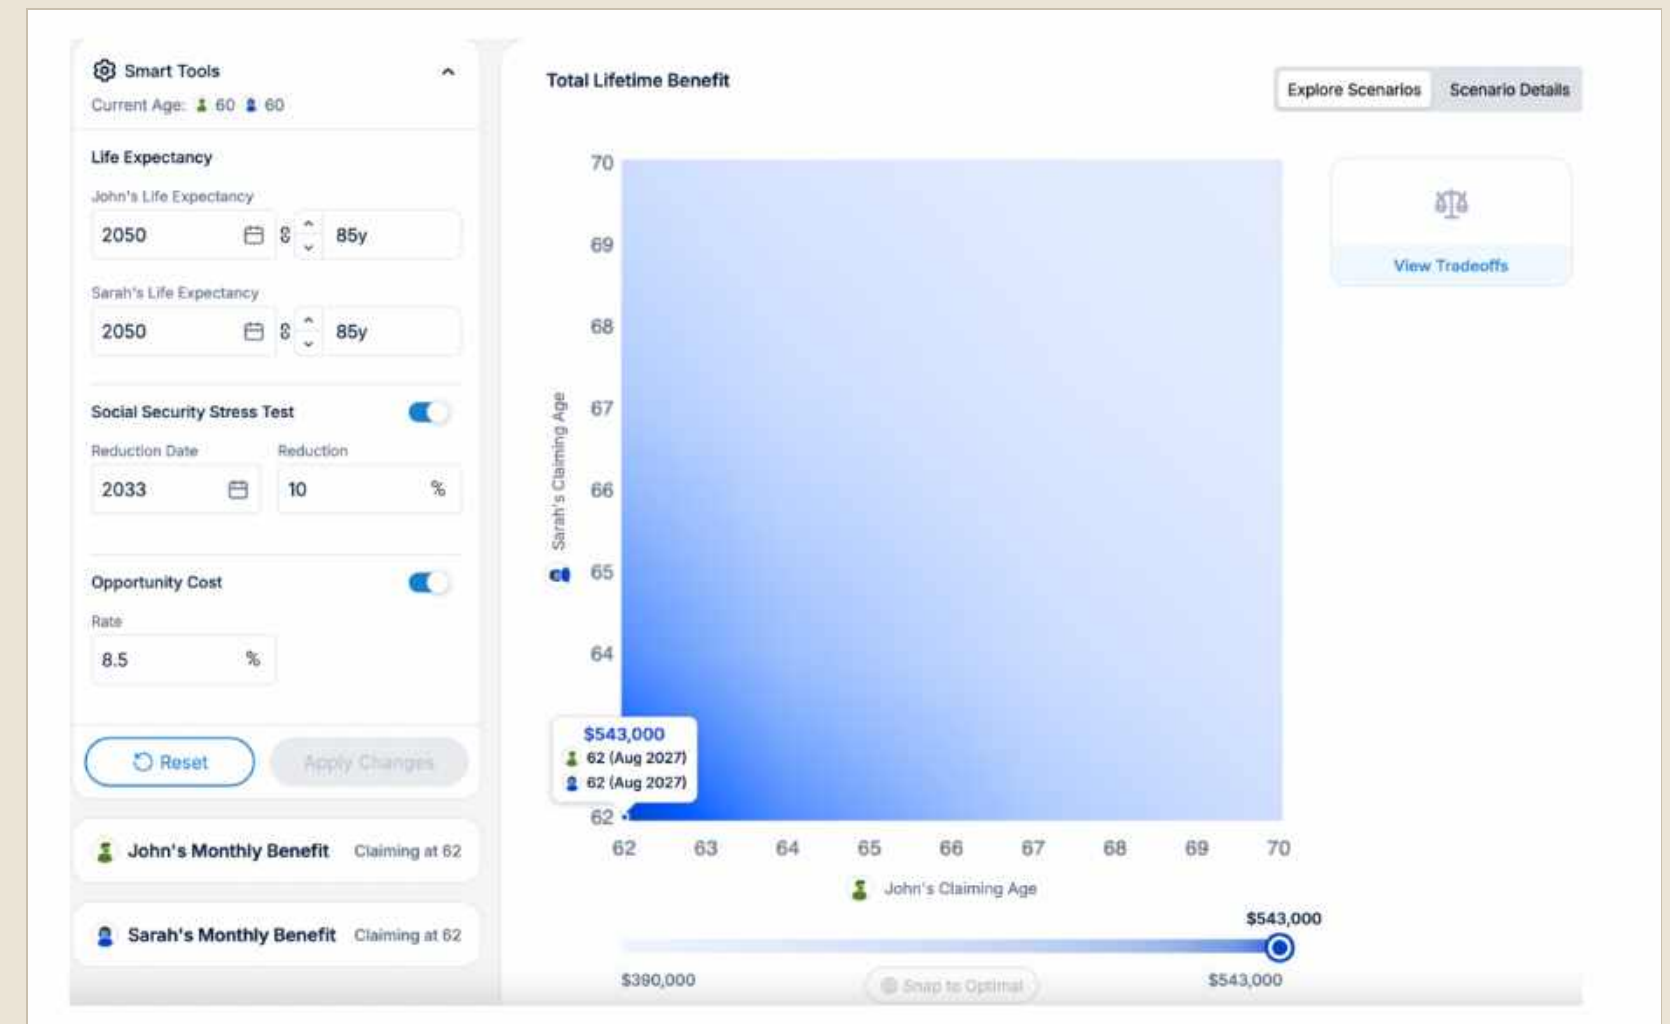 Smart Tools
Current Age: 60 60
Life Expectancy
John's Life Expectancy
2050 85y
Sarah's Life Expectancy
2050 85y
Social Security Stress Test
Reduction Date Reduction
2033 10 %
Opportunity Cost
Rate
8.5 %
Reset Apply Changes
John's Monthly Benefit Claiming at 62
Sarah's Monthly Benefit Claiming at 62
Total Lifetime Benefit
Explore Scenarios Scenario Details
View Tradeoffs
Sarah's Claiming Age
70
69
68
67
66
65
64
$543,000
62 (Aug 2027)
62 (Aug 2027)
62
62 63 64 65 66 67 68 69 70
John's Claiming Age
$543,000
$390,000 $543,000
Snap to Optimal